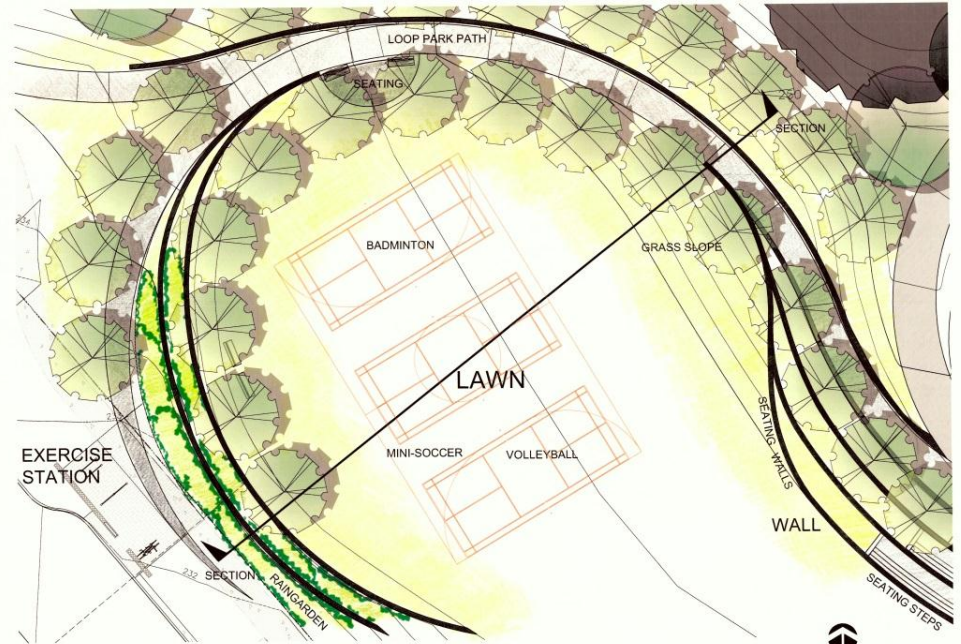 LOOP PARK PATH
SEATING
SECTION
BADMINTON
GRASS SLOPE
LAWN
SEATING WALLS
EXERCISE
STATION
MINI-SOCCER
VOLLEYBALL
WALL
232
SECTION
RAINGARDEN
SEATING STEPS